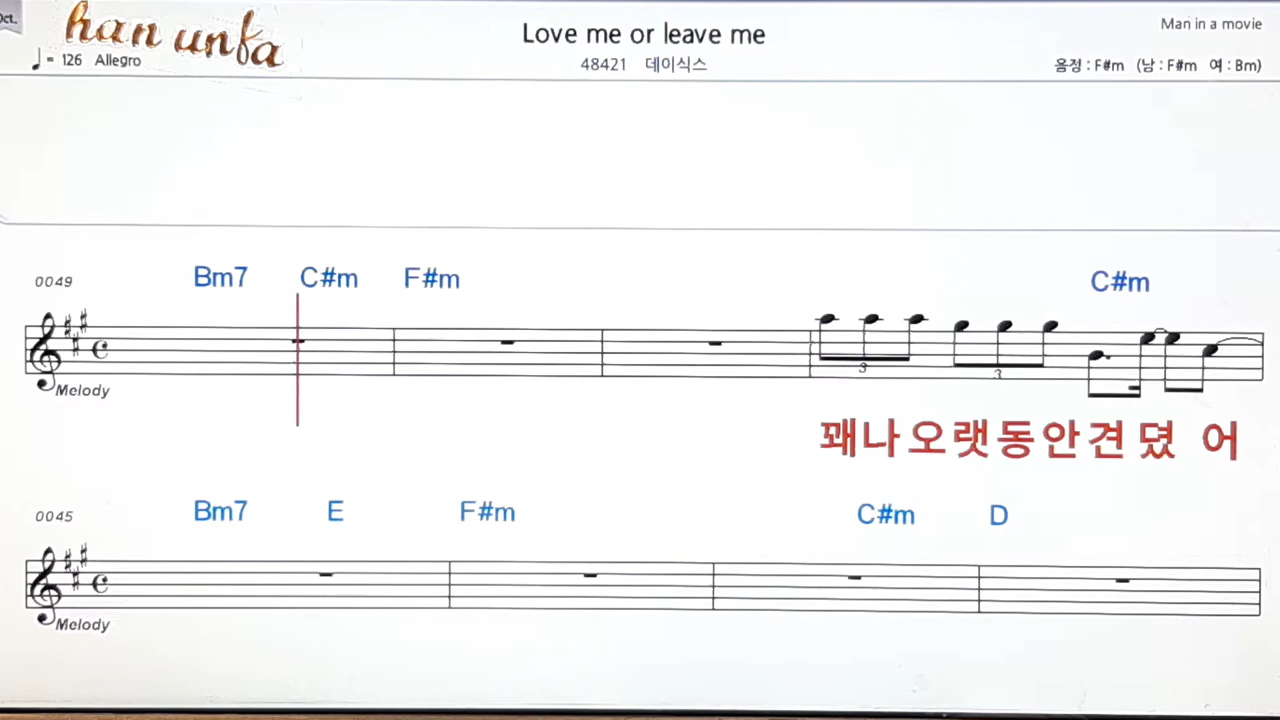 Oct.
han unfa
Love me or leave me
Man in a movie
♩ = 126 Allegro
48421 데이식스
음정 : F#m (남 : F#m 여 : Bm)
0049 Bm7 C#m F#m C#m
3 3
Melody
꽤나오랫동안견뎠 어
0045 Bm7 E F#m C#m D
Melody